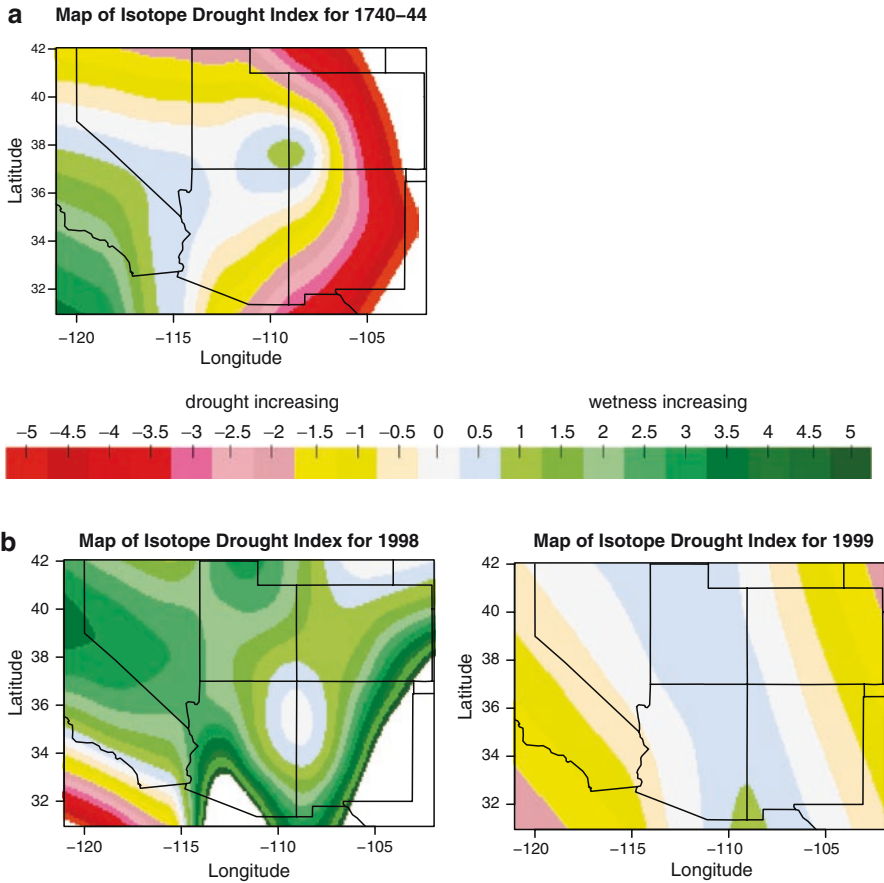 a Map of Isotope Drought Index for 1740–44
42
40
38
36
34
32
Latitude
−120 −115 −110 −105
Longitude
drought increasing wetness increasing
−5 −4.5 −4 −3.5 −3 −2.5 −2 −1.5 −1 −0.5 0 0.5 1 1.5 2 2.5 3 3.5 4 4.5 5
b Map of Isotope Drought Index for 1998
42
40
38
36
34
32
Latitude
−120 −115 −110 −105
Longitude
Map of Isotope Drought Index for 1999
42
40
38
36
34
32
Latitude
−120 −115 −110 −105
Longitude